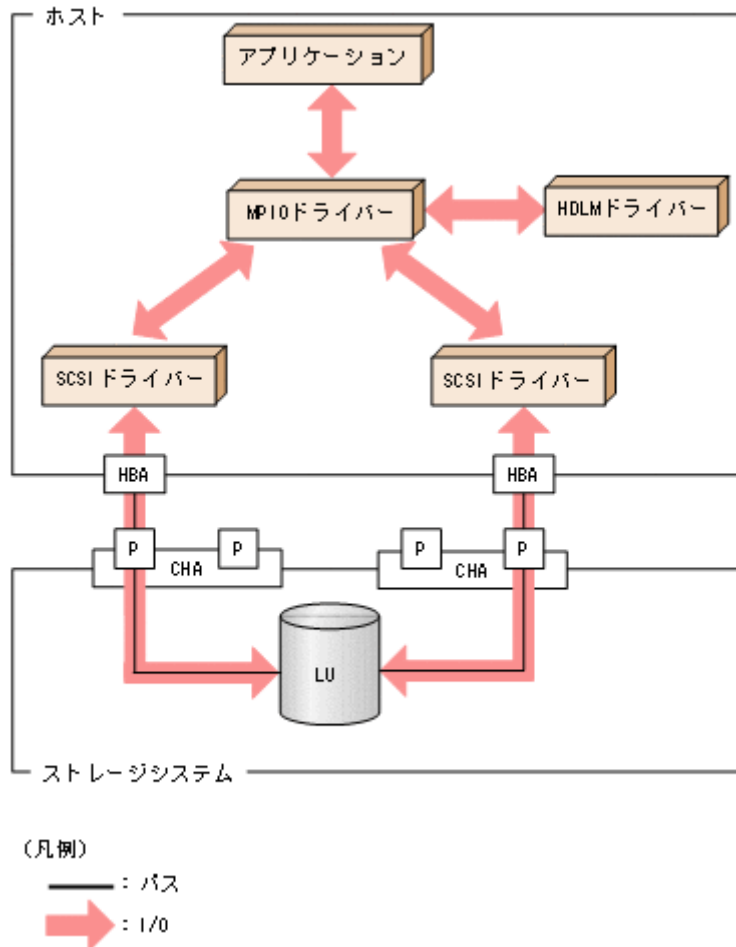 ホスト
アプリケーション
MPIOドライバー
HDLMドライバー
SCSIドライバー
SCSIドライバー
HBA
HBA
P
P
P
P
CHA
CHA
LU
ストレージシステム
(凡例)
: パス
: I/O